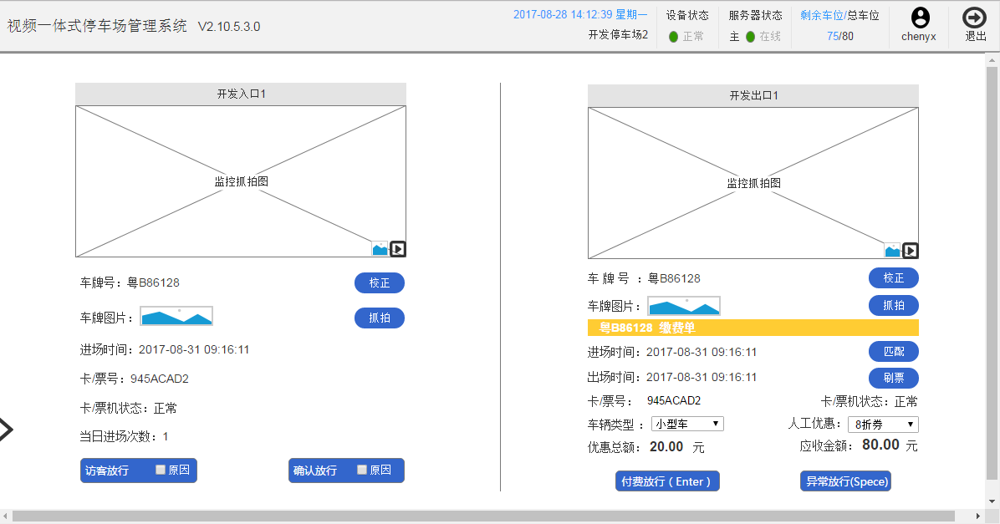 视频一体式停车场管理系统 V2.10.5.3.0
2017-08-28 14:12:39 星期一
开发停车场2
设备状态
正常
服务器状态
主 在线
剩余车位/总车位
75/80
chenyx
退出
开发入口1
监控抓拍图
车牌号：粤B86128
校正
车牌图片：
抓拍
进场时间：2017-08-31 09:16:11
卡/票号：945ACAD2
卡/票机状态：正常
当日进场次数：1
访客放行 原因
确认放行 原因
开发出口1
监控抓拍图
车 牌 号 ：粤B86128
校正
车牌图片：
抓拍
粤B86128 缴费单
进场时间：2017-08-31 09:16:11
匹配
出场时间：2017-08-31 09:16:11
刷票
卡/票号： 945ACAD2
卡/票机状态：正常
车辆类型 ： 小型车
人工优惠： 8折券
优惠总额： 20.00 元
应收金额： 80.00 元
付费放行（Enter ）
异常放行(Spece)